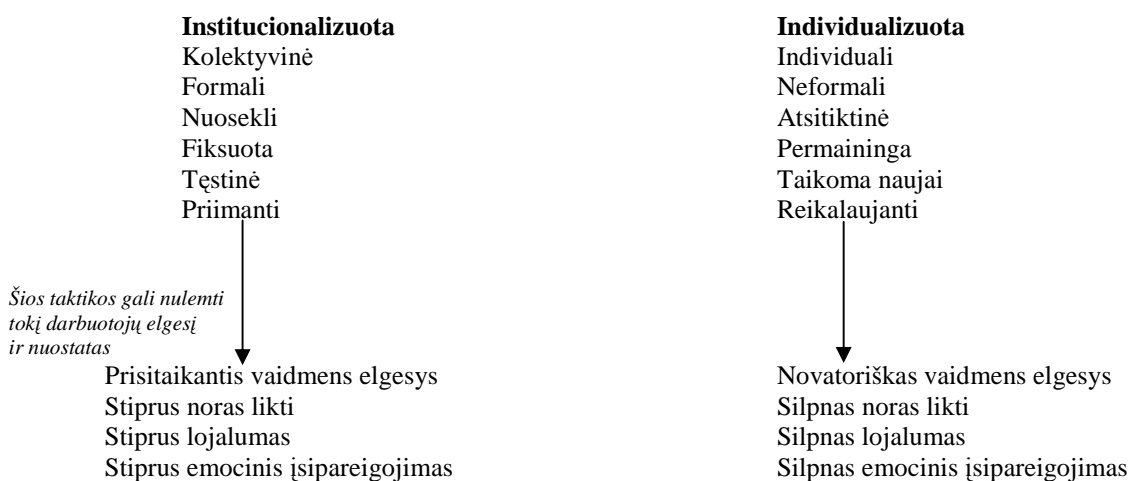 Institucionalizuota
Kolektyvinė
Formali
Nuosekli
Fiksuota
Tęstinė
Priimanti
Individualizuota
Individuali
Neformali
Atsitiktinė
Permaininga
Taikoma naujai
Reikalaujanti
Šios taktikos gali nulemti
tokį darbuotojų elgesį
ir nuostatas
Prisitaikantis vaidmens elgesys
Stiprus noras likti
Stiprus lojalumas
Stiprus emocinis įsipareigojimas
Novatoriškas vaidmens elgesys
Silpnas noras likti
Silpnas lojalumas
Silpnas emocinis įsipareigojimas